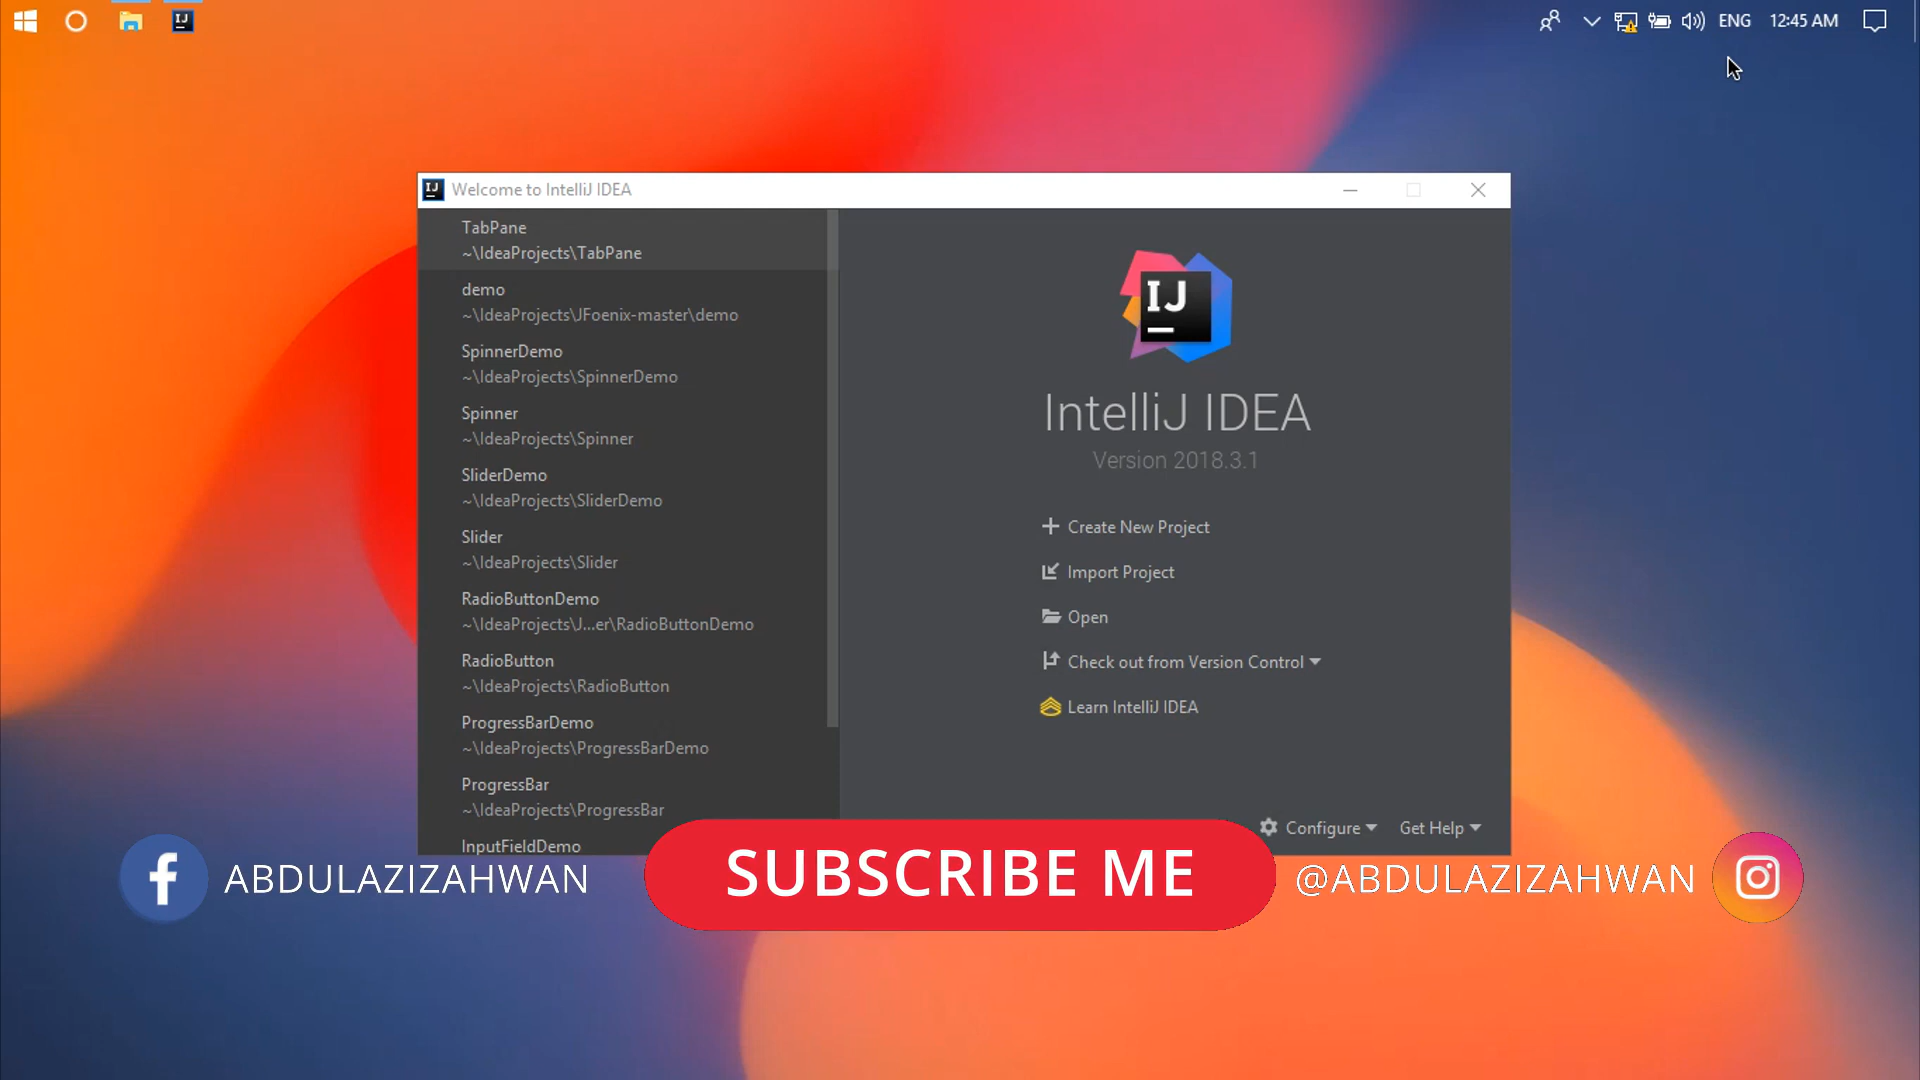 IJ
ENG
12:45 AM
IJ
Welcome to IntelliJ IDEA
TabPane
~\IdeaProjects\TabPane
demo
~\IdeaProjects\JFoenix-master\demo
SpinnerDemo
~\IdeaProjects\SpinnerDemo
Spinner
~\IdeaProjects\Spinner
SliderDemo
~\IdeaProjects\SliderDemo
Slider
~\IdeaProjects\Slider
RadioButtonDemo
~\IdeaProjects\J...er\RadioButtonDemo
RadioButton
~\IdeaProjects\RadioButton
ProgressBarDemo
~\IdeaProjects\ProgressBarDemo
ProgressBar
~\IdeaProjects\ProgressBar
InputFieldDemo
IJ
IntelliJ IDEA
Version 2018.3.1
Create New Project
Import Project
Open
Check out from Version Control
Learn IntelliJ IDEA
Configure
Get Help
f
ABDULAZIZAHWAN
SUBSCRIBE ME
@ABDULAZIZAHWAN